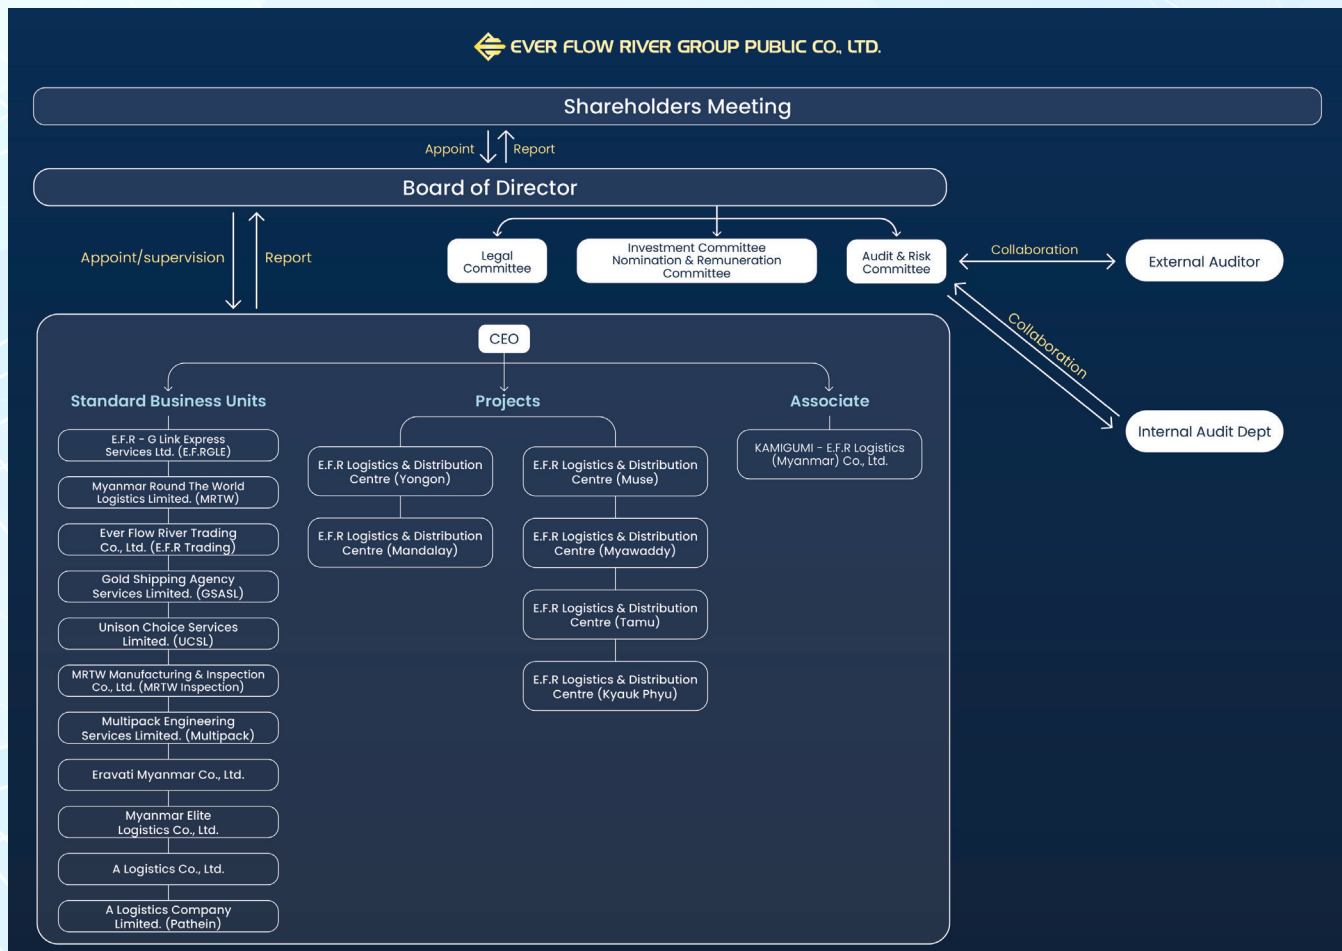 EVER FLOW RIVER GROUP PUBLIC CO., LTD.
Shareholders Meeting
Appoint
Report
Board of Director
Appoint/supervision
Report
Legal
Committee
Investment Committee
Nomination & Remuneration
Committee
Audit & Risk
Committee
Collaboration
External Auditor
Collaboration
Internal Audit Dept
CEO
Standard Business Units
E.F.R - G Link Express
Services Ltd. (E.F.RGLE)
Myanmar Round The World
Logistics Limited. (MRTW)
Ever Flow River Trading
Co., Ltd. (E.F.R Trading)
Gold Shipping Agency
Services Limited. (GSASL)
Unison Choice Services
Limited. (UCSL)
MRTW Manufacturing & Inspection
Co., Ltd. (MRTW Inspection)
Multipack Engineering
Services Limited. (Multipack)
Eravati Myanmar Co., Ltd.
Myanmar Elite
Logistics Co., Ltd.
A Logistics Co., Ltd.
A Logistics Company
Limited. (Pathein)
Projects
E.F.R Logistics & Distribution
Centre (Yongon)
E.F.R Logistics & Distribution
Centre (Mandalay)
E.F.R Logistics & Distribution
Centre (Muse)
E.F.R Logistics & Distribution
Centre (Myawaddy)
E.F.R Logistics & Distribution
Centre (Tamu)
E.F.R Logistics & Distribution
Centre (Kyauk Phyu)
Associate
KAMIGUMI - E.F.R Logistics
(Myanmar) Co., Ltd.